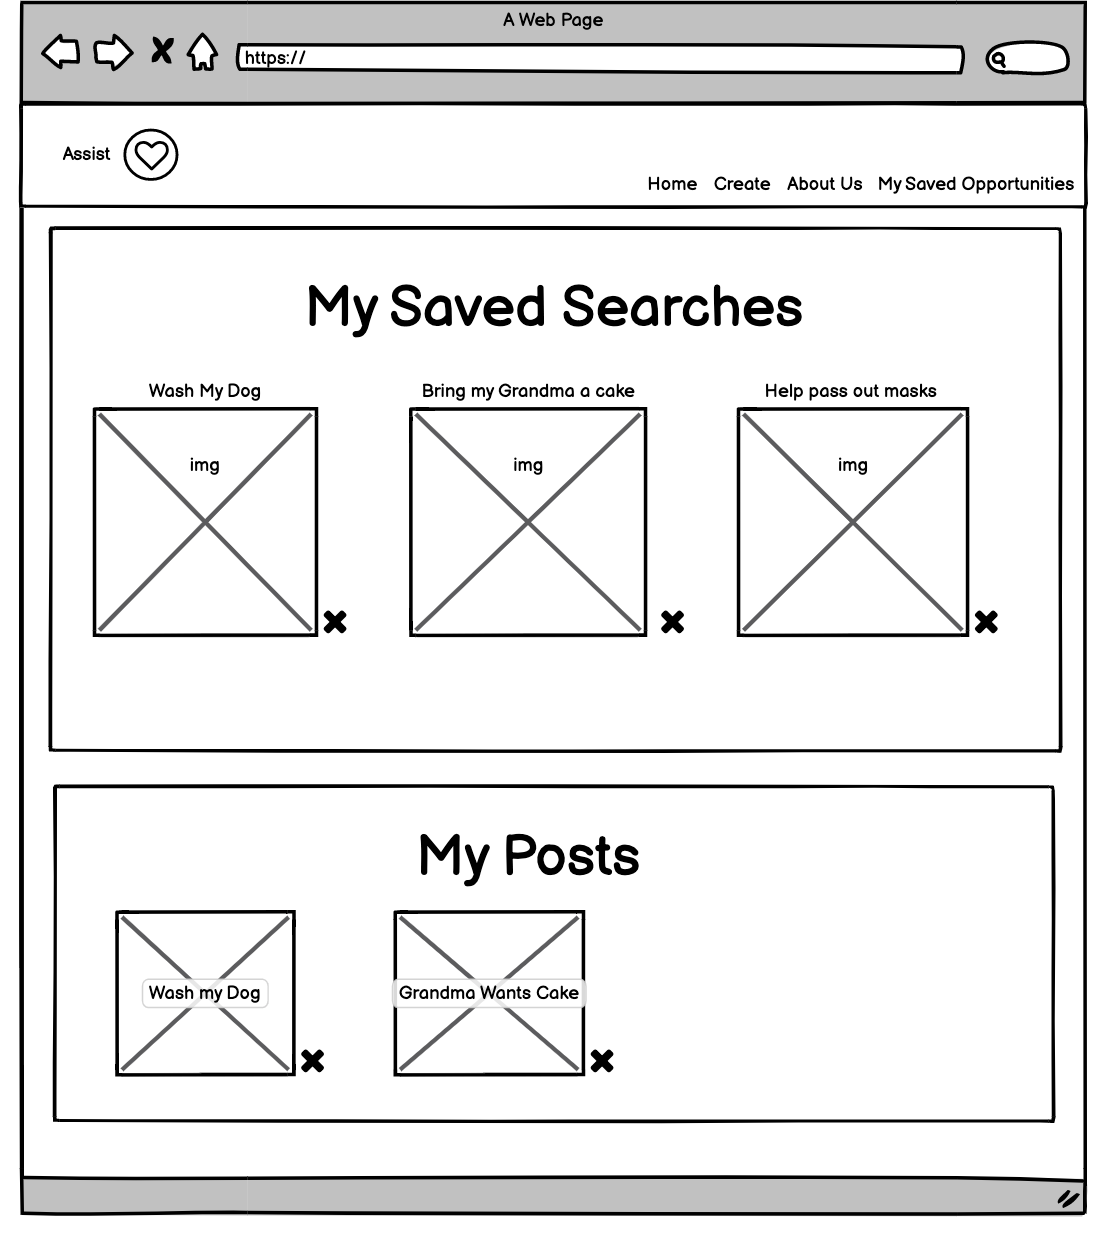 A Web Page
https://
Assist
Home Create About Us My Saved Opportunities
My Saved Searches
Wash My Dog
Bring my Grandma a cake
Help pass out masks
img
img
img
My Posts
Wash my Dog
Grandma Wants Cake